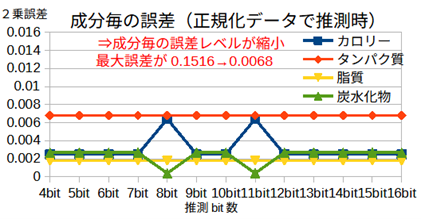 2乗誤差
成分毎の誤差（正規化データで推測時）
⇒成分毎の誤差レベルが縮小
最大誤差が 0.1516→0.0068
カロリー
タンパク質
脂質
炭水化物
0.016
0.014
0.012
0.01
0.008
0.006
0.004
0.002
0
4bit 5bit 6bit 7bit 8bit 9bit 10bit 11bit 12bit 13bit 14bit 15bit 16bit
推測 bit 数